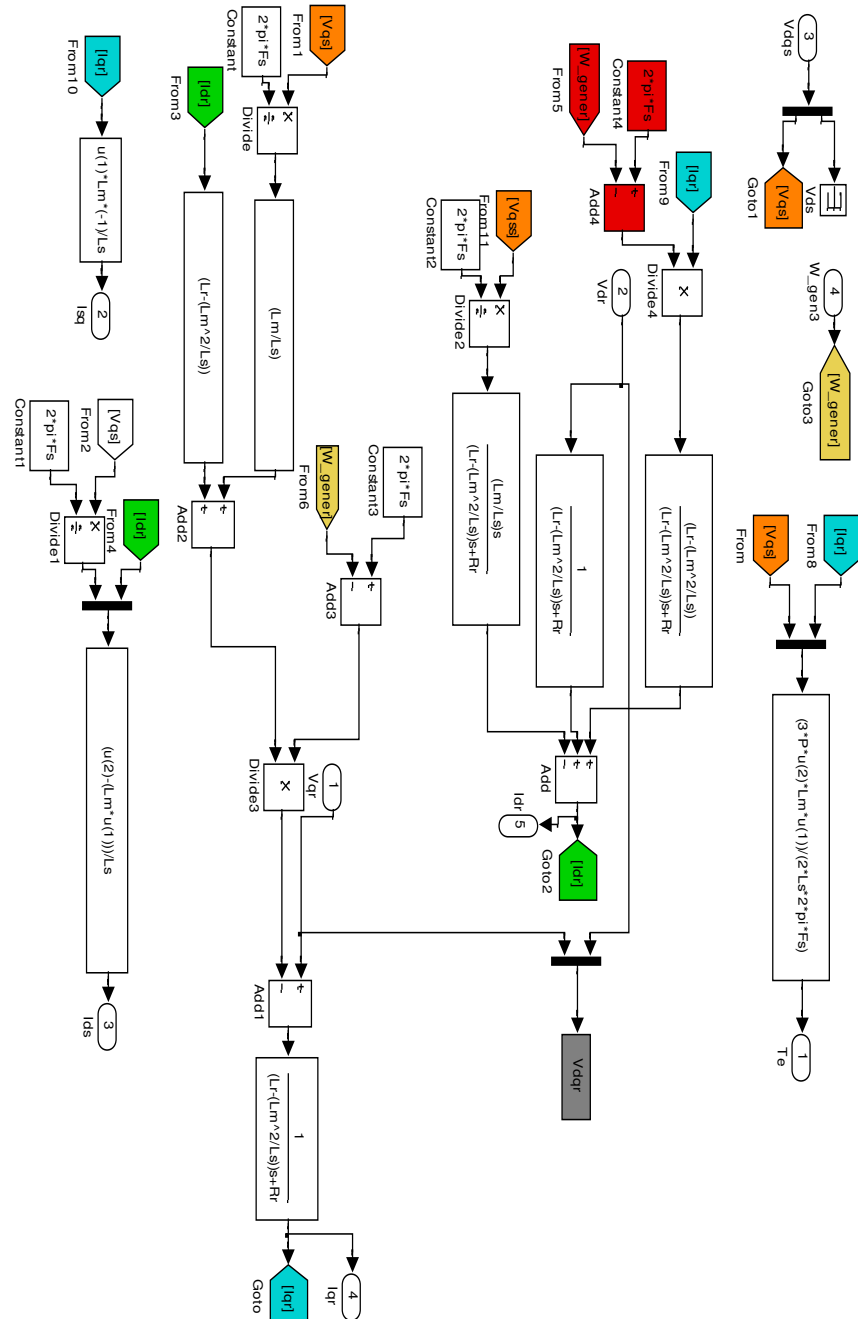 3
Vdqs
Vds
[Vqs]
Goto1
4
W_gen3
[W_gener]
Goto3
[Iqr]
From8
[Vqs]
From
(3*P*u(2)*Lm*u(1))/(2*Ls*2*pi*Fs)
1
Te
[Iqr]
From9
2*pi*Fs
Constant4
[W_gener]
From5
+
−
Add4
×
Divide4
(Lr-(Lm^2/Ls))
(Lr-(Lm^2/Ls))s+Rr
2
Vdr
1
(Lr-(Lm^2/Ls))s+Rr
[Vqss]
From11
2*pi*Fs
Constant2
×
÷
Divide2
(Lm/Ls)s
(Lr-(Lm^2/Ls))s+Rr
+
+
−
Add
[Idr]
Goto2
5
Idr
Vdqr
2*pi*Fs
Constant3
[W_gener]
From6
+
−
Add3
1
Vqr
[Vqs]
From1
2*pi*Fs
Constant
×
÷
Divide
(Lm/Ls)
[Idr]
From3
(Lr-(Lm^2/Ls))
+
+
Add2
×
Divide3
+
−
Add1
1
(Lr-(Lm^2/Ls))s+Rr
4
Iqr
[Iqr]
Goto
[Iqr]
From10
u(1)*Lm*(-1)/Ls
2
Isq
[Idr]
From4
[Vqs]
From2
2*pi*Fs
Constant1
×
÷
Divide1
(u(2)-(Lm*u(1)))/Ls
3
Ids